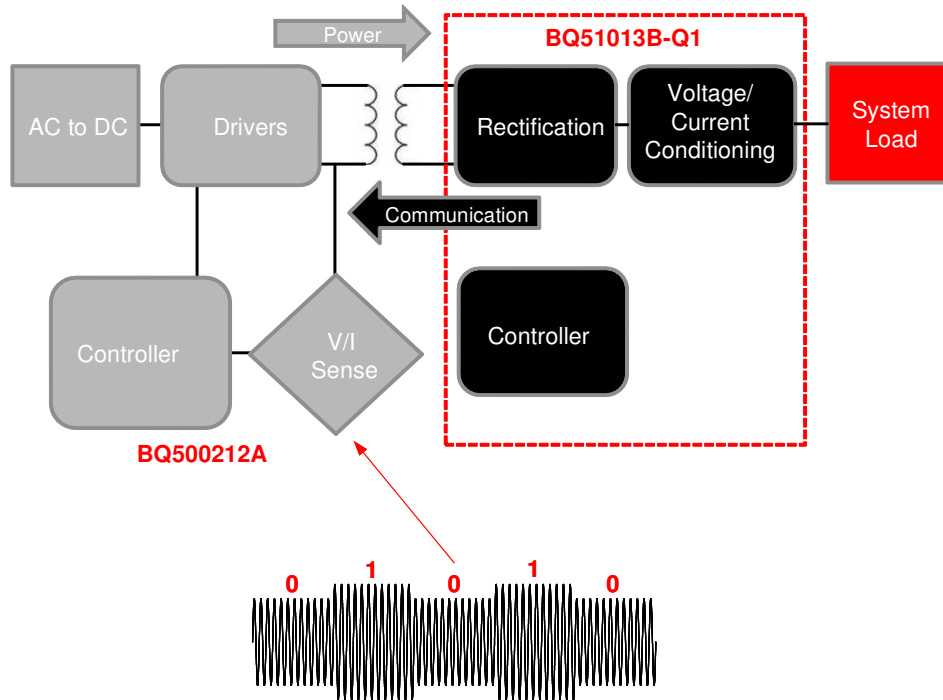 Power
BQ51013B-Q1
AC to DC
Drivers
Rectification
Voltage/
Current
Conditioning
System
Load
Communication
Controller
V/I
Sense
Controller
BQ500212A
0
1
0
1
0